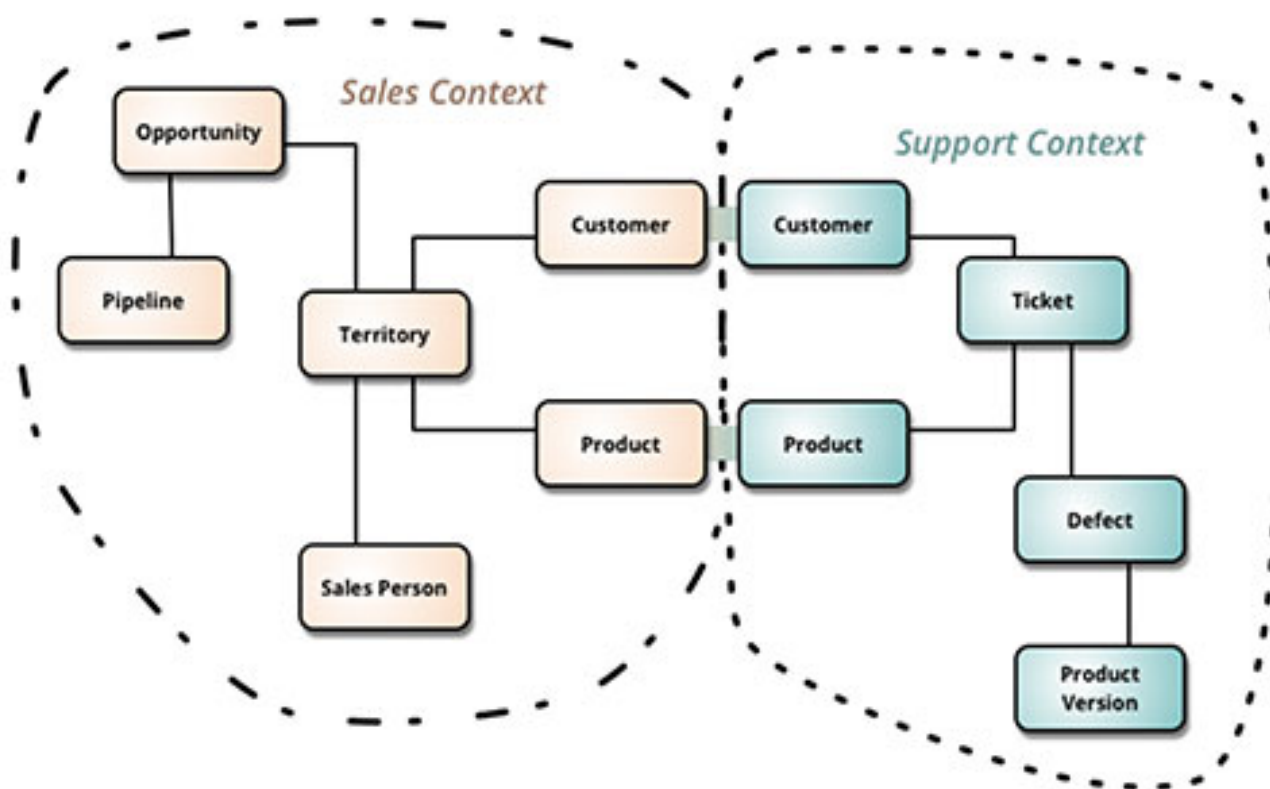 Sales Context
Opportunity
Pipeline
Territory
Customer
Product
Sales Person
Support Context
Customer
Ticket
Product
Defect
Product
Version